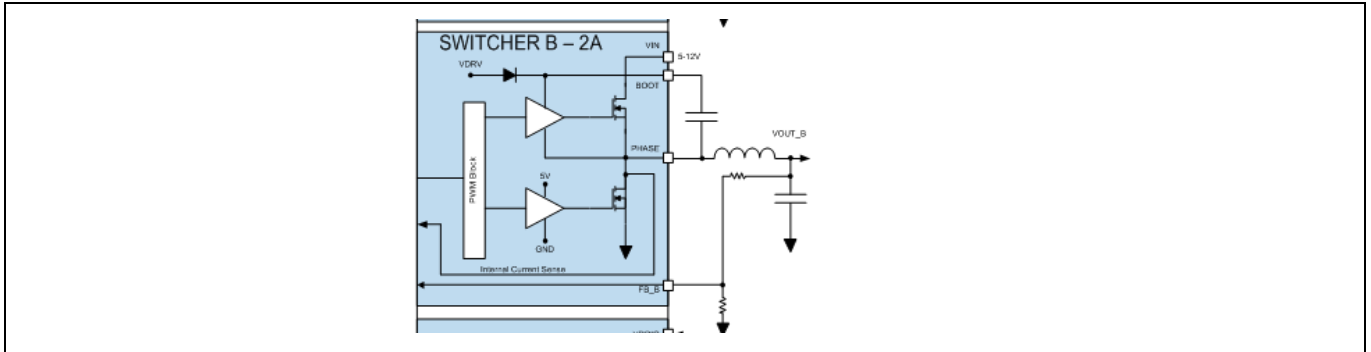 SWITCHER B – 2A
VIN
5-12V
VDRV
BOOT
VOUT_B
PHASE
PWM Block
5V
GND
Internal Current Sense
FB_B